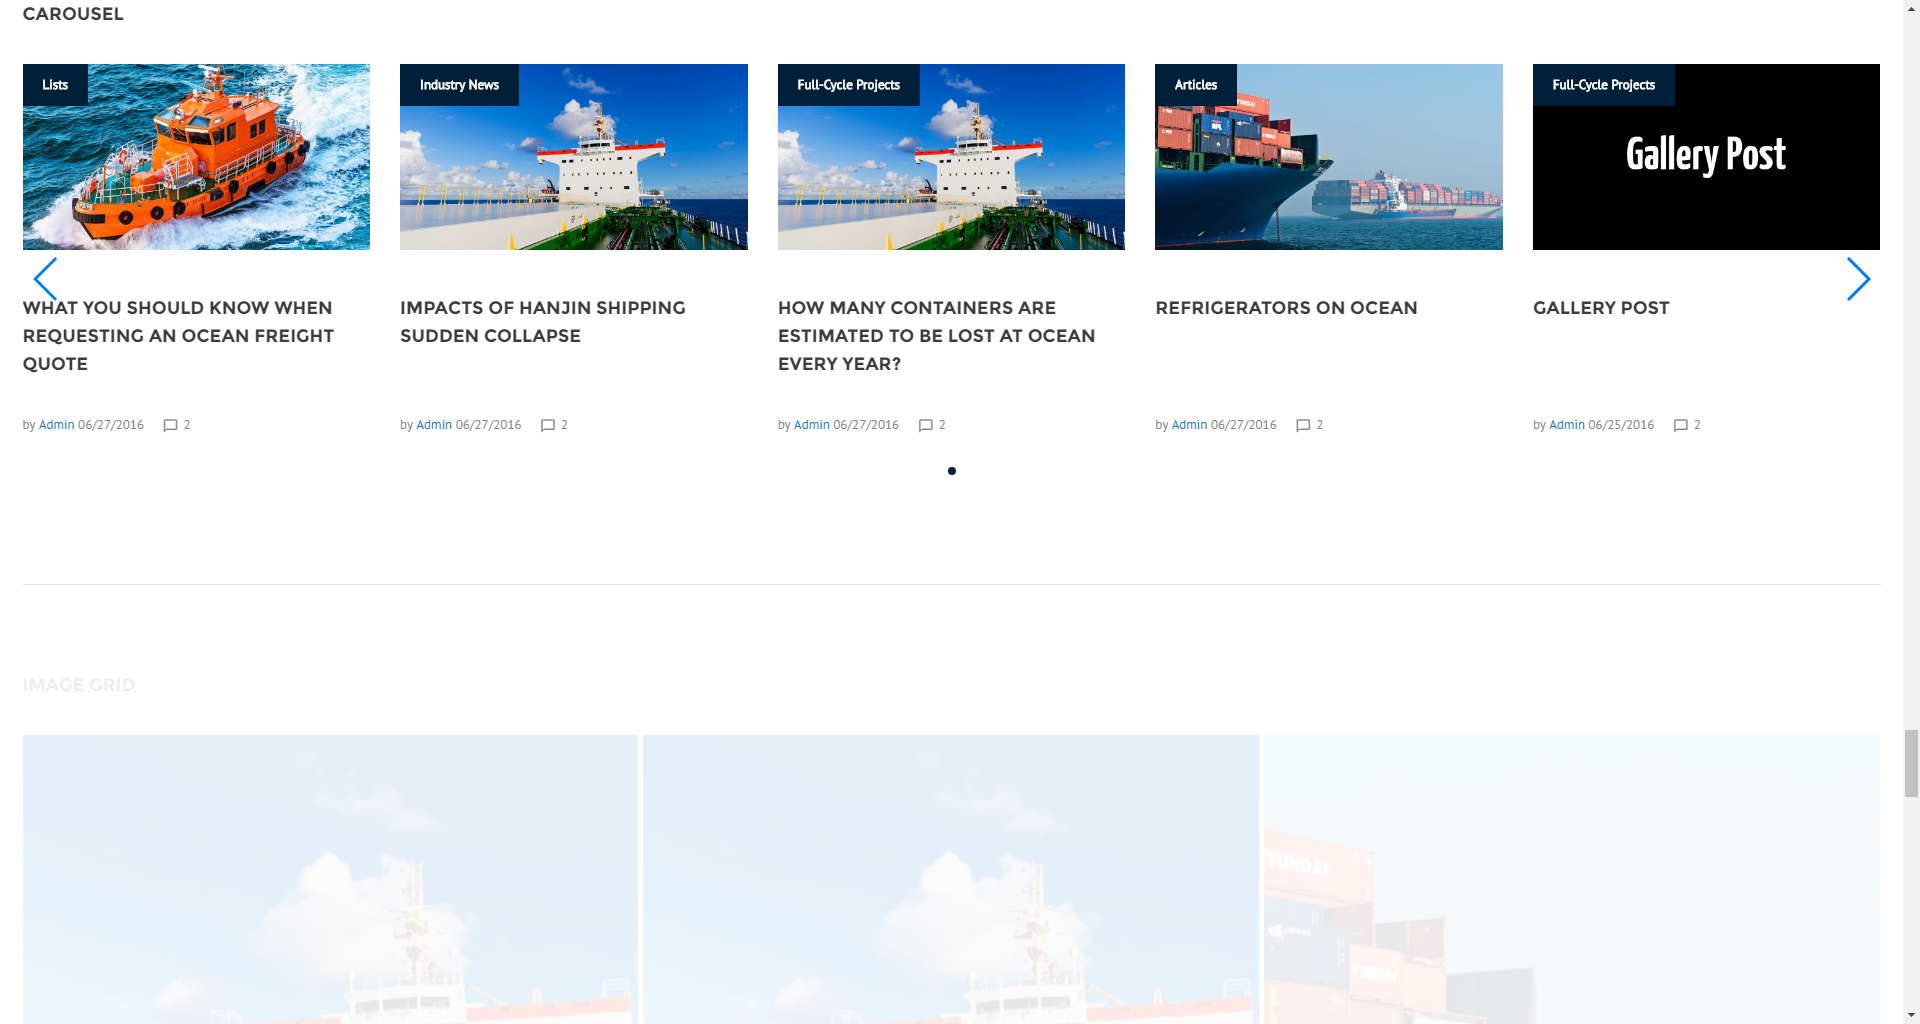 CAROUSEL
Lists
Industry News
Full-Cycle Projects
Articles
Full-Cycle Projects
HYUNDAI
Gallery Post
WHAT YOU SHOULD KNOW WHEN
REQUESTING AN OCEAN FREIGHT
QUOTE
IMPACTS OF HANJIN SHIPPING
SUDDEN COLLAPSE
HOW MANY CONTAINERS ARE
ESTIMATED TO BE LOST AT OCEAN
EVERY YEAR?
REFRIGERATORS ON OCEAN
GALLERY POST
by Admin 06/27/2016 2
by Admin 06/27/2016 2
by Admin 06/27/2016 2
by Admin 06/27/2016 2
by Admin 06/25/2016 2
IMAGE GRID
YUNDAI
YUNDAI